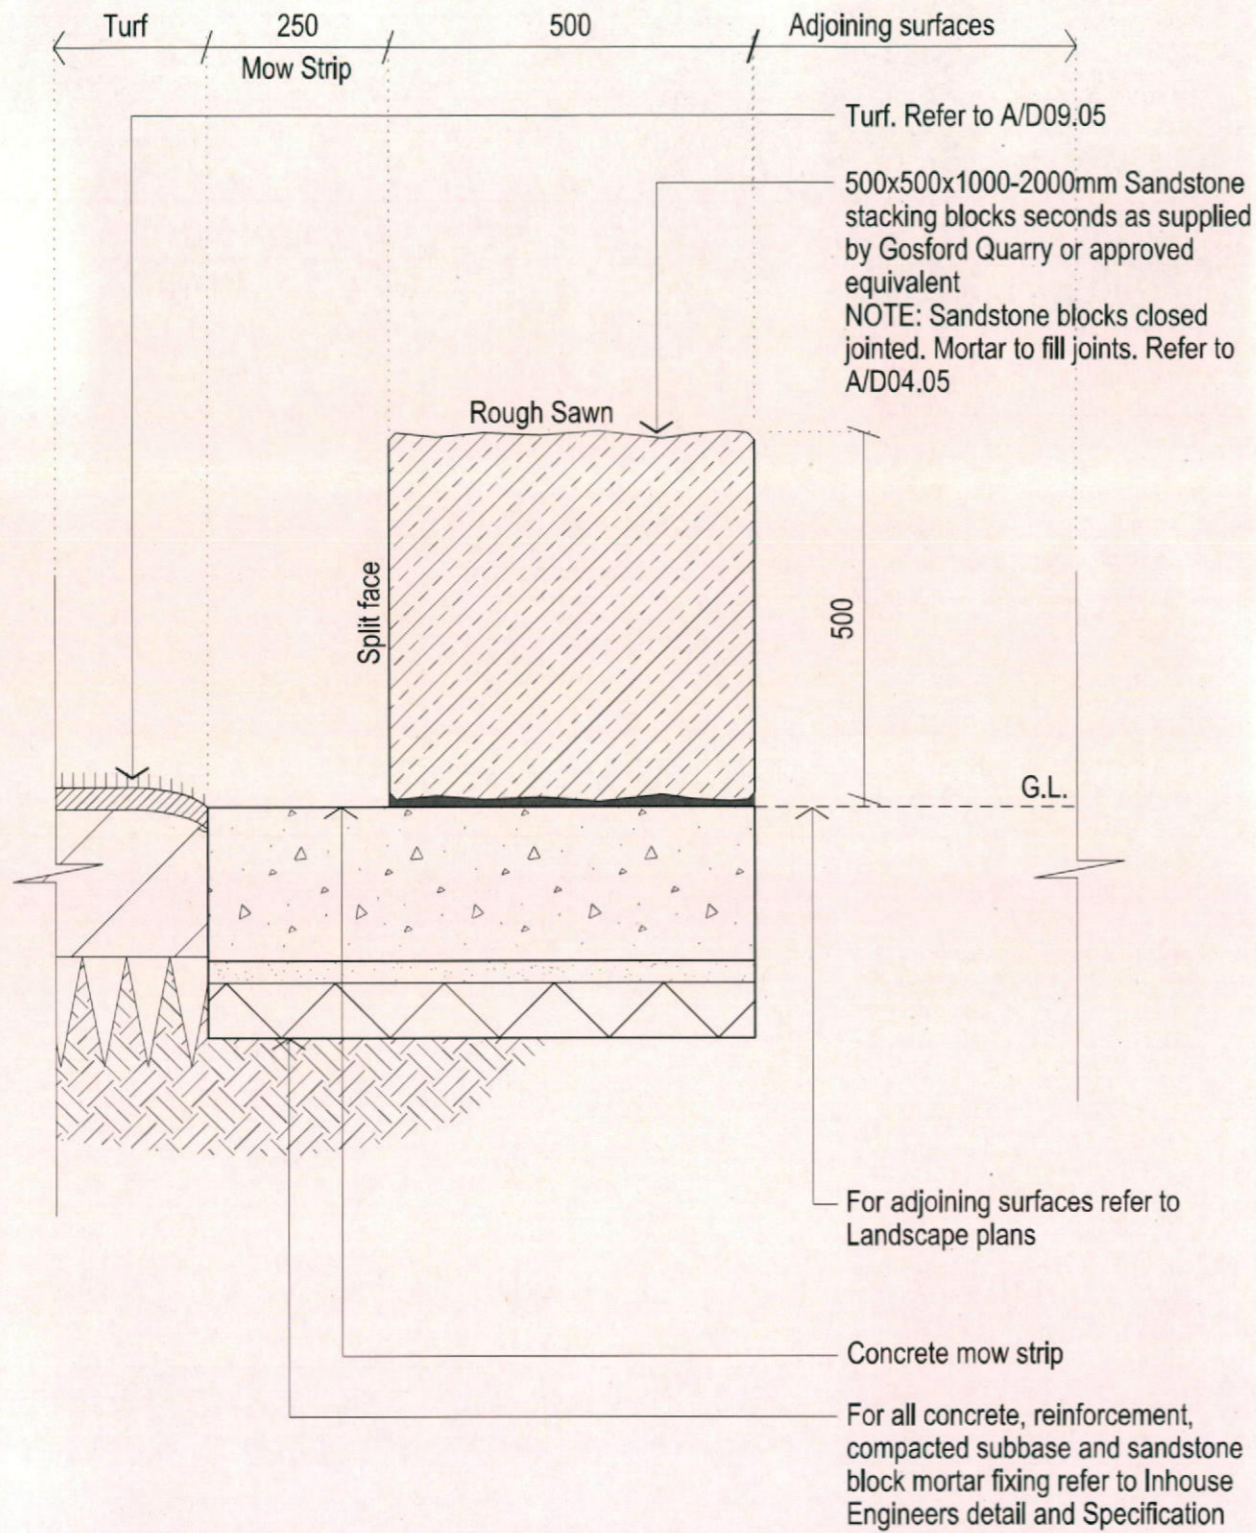 Turf
250
500
Adjoining surfaces
Mow Strip
Turf. Refer to A/D09.05
500x500x1000-2000mm Sandstone
stacking blocks seconds as supplied
by Gosford Quarry or approved
equivalent
NOTE: Sandstone blocks closed
jointed. Mortar to fill joints. Refer to
A/D04.05
Rough Sawn
Split face
500
G.L.
For adjoining surfaces refer to
Landscape plans
Concrete mow strip
For all concrete, reinforcement,
compacted subbase and sandstone
block mortar fixing refer to Inhouse
Engineers detail and Specification